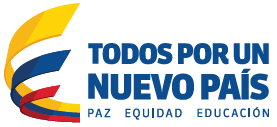 TODOS POR UN
NUEVO PAÍS
PAZ EQUIDAD EDUCACIÓN